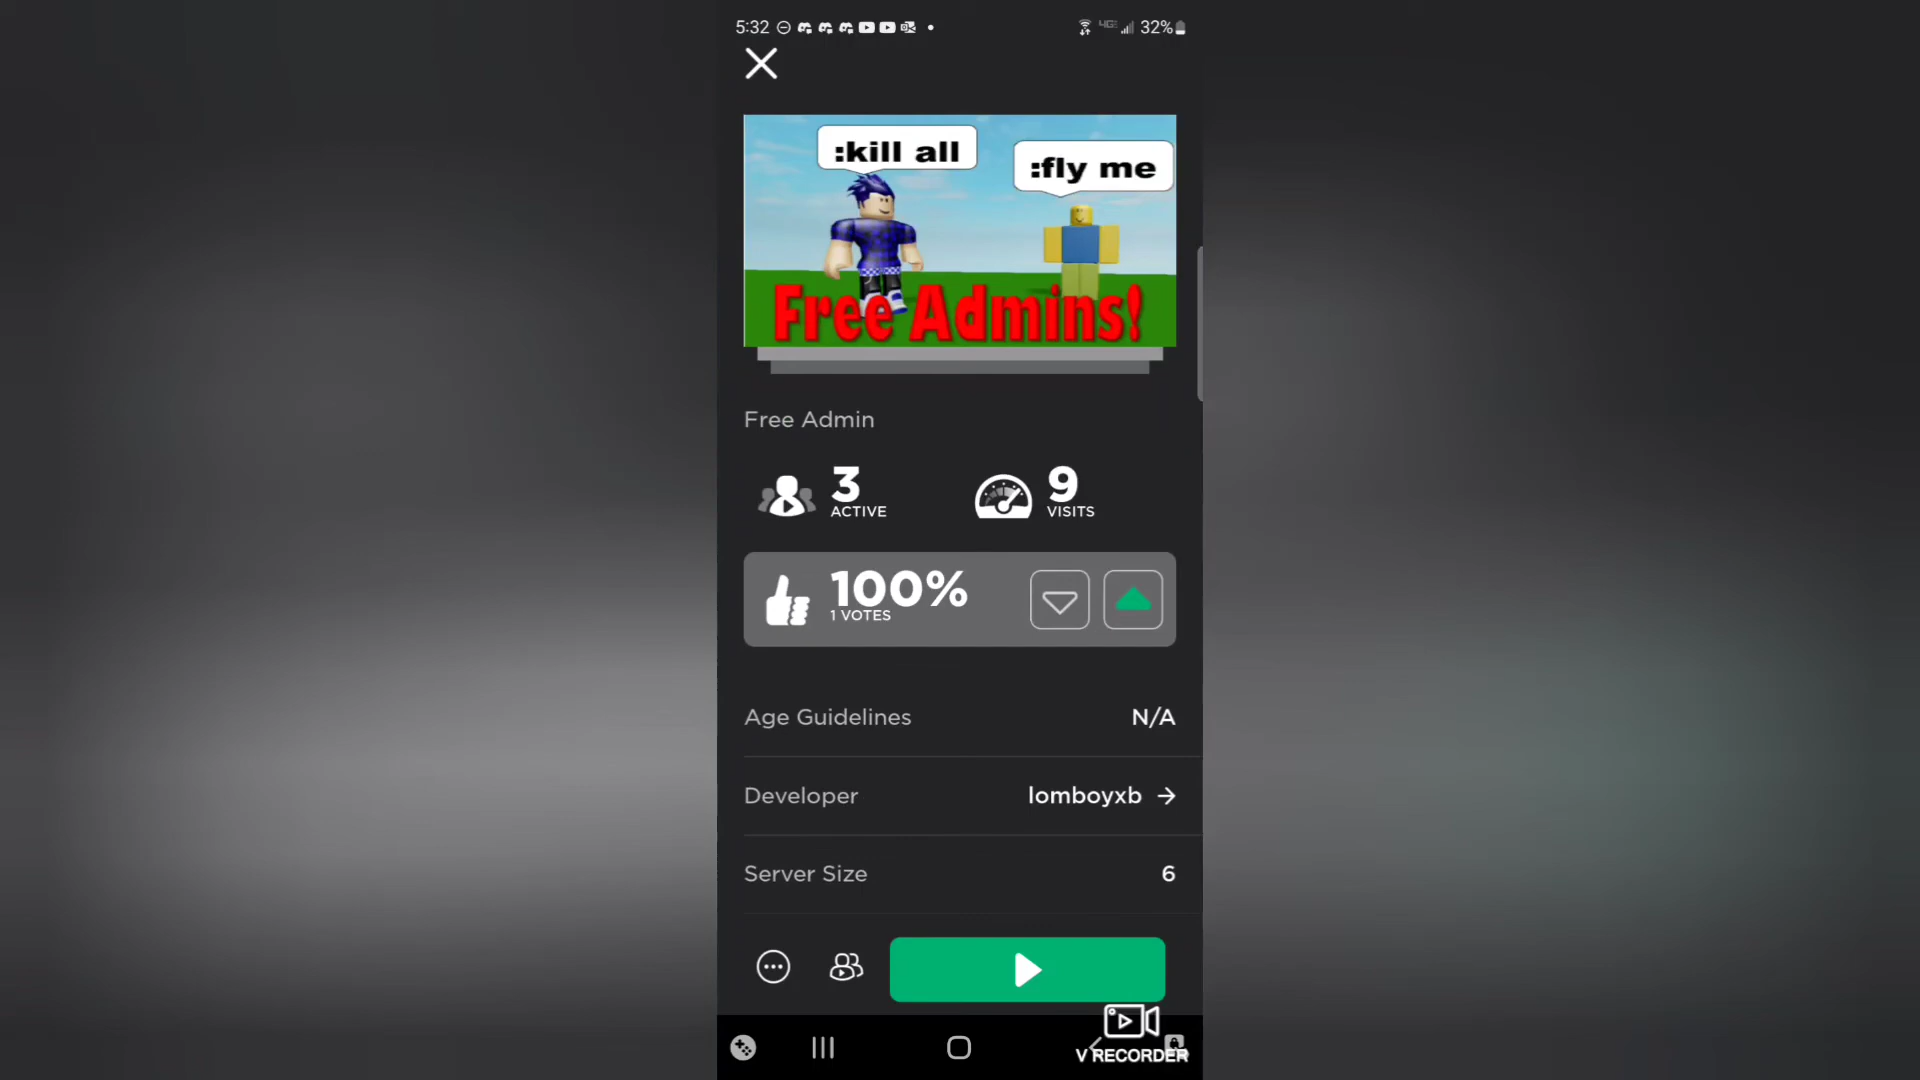 5:32
4GE 32%
:kill all
:fly me
Free Admins!
Free Admin
3
ACTIVE
9
VISITS
100%
1 VOTES
Age Guidelines N/A
Developer lomboyxb
Server Size 6
V RECORDER